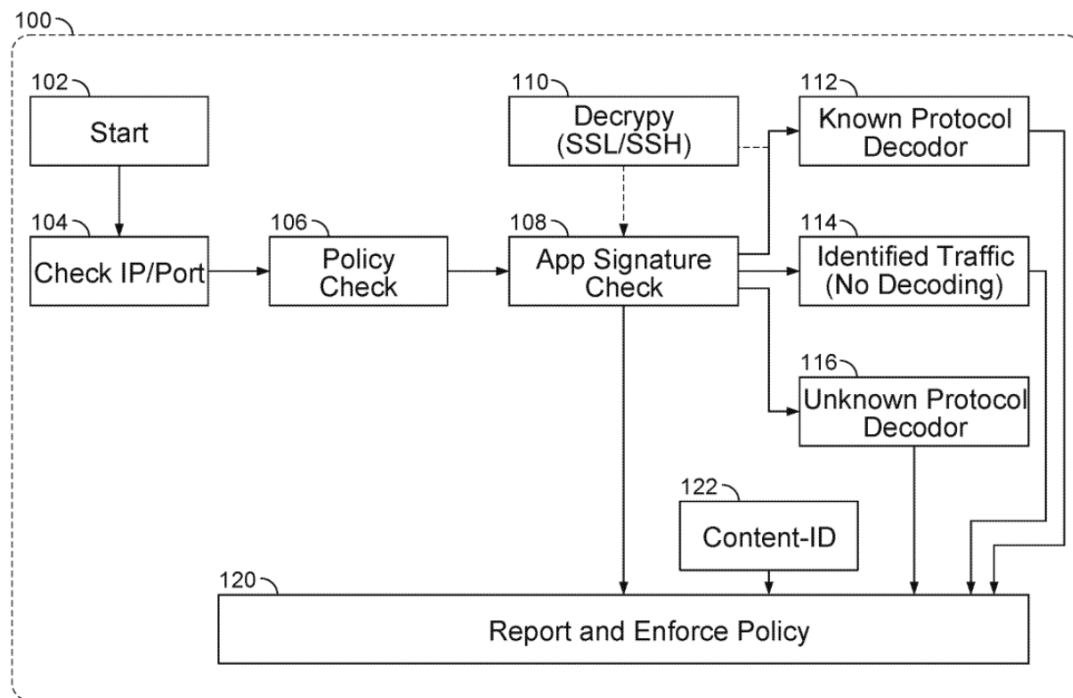 100
102
Start
104
Check IP/Port
106
Policy
Check
110
Decrypy
(SSL/SSH)
108
App Signature
Check
112
Known Protocol
Decodor
114
Identified Traffic
(No Decoding)
116
Unknown Protocol
Decodor
122
Content-ID
120
Report and Enforce Policy